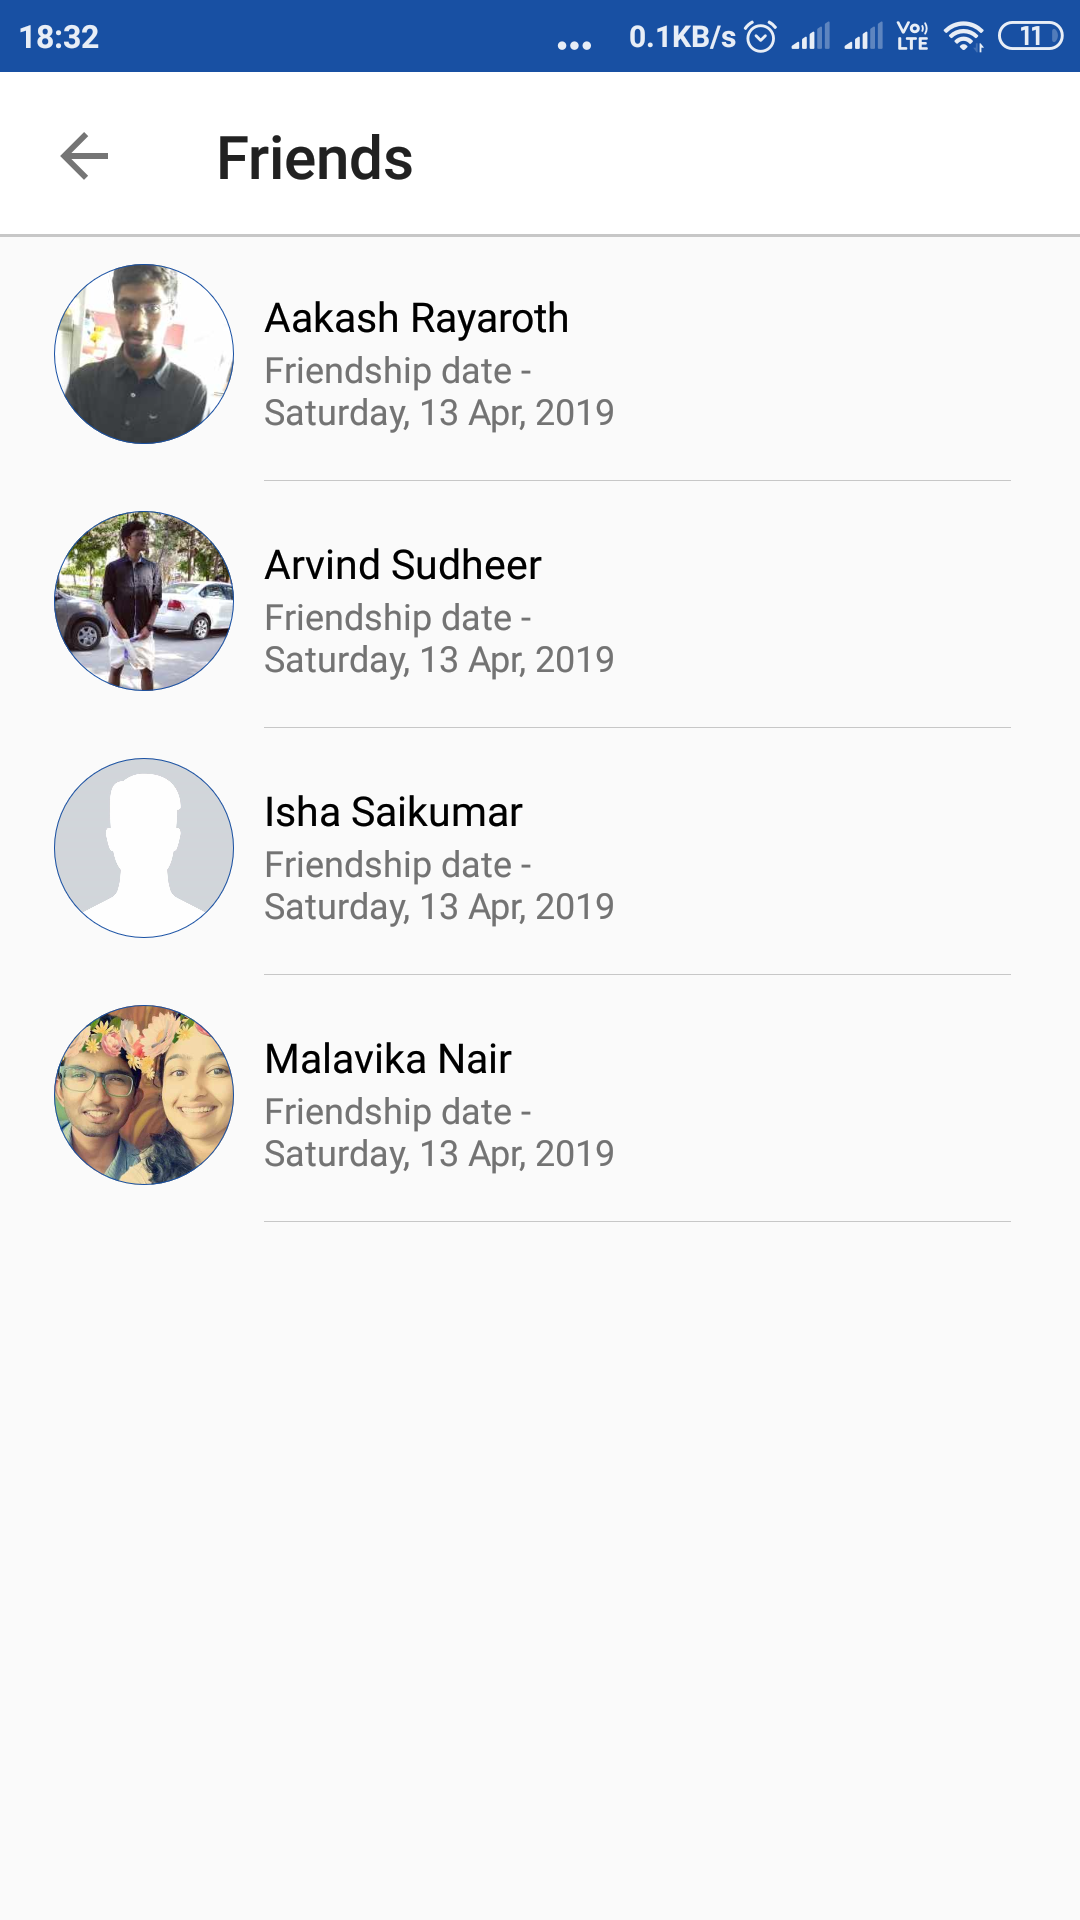 18:32 ... 0.1KB/s Vo)) LTE 11
Friends
Aakash Rayaroth
Friendship date -
Saturday, 13 Apr, 2019
Arvind Sudheer
Friendship date -
Saturday, 13 Apr, 2019
Isha Saikumar
Friendship date -
Saturday, 13 Apr, 2019
Malavika Nair
Friendship date -
Saturday, 13 Apr, 2019